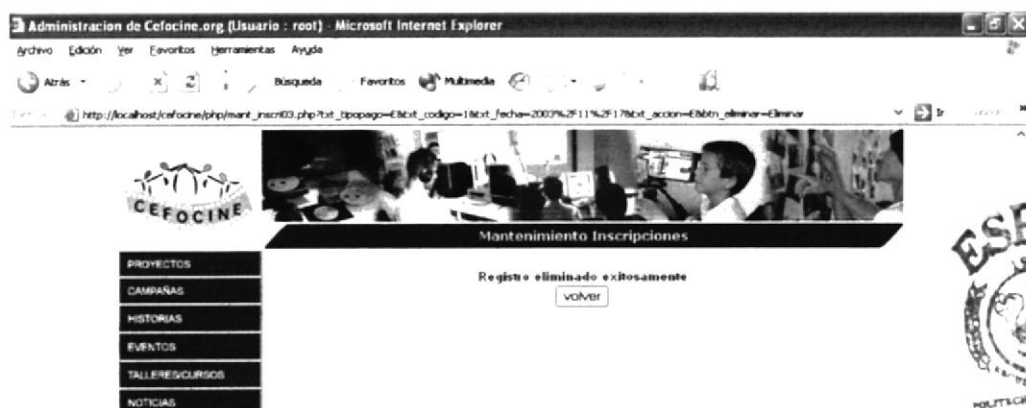 Administracion de Cefocine.org (Usuario : root) - Microsoft Internet Explorer
Archivo Edición Ver Favoritos Herramientas Ayuda
Atrás Búsqueda Favoritos Multimedia
http://localhost/cefocine/php/mant_inscri03.php?txt_tipopago=E&txt_codigo=1&txt_fecha=2003%2F11%2F17&txt_accion=E&btn_eliminar=Eliminar Ir
CEFOCINE
Mantenimiento Inscripciones
PROYECTOS
CAMPAÑAS
HISTORIAS
EVENTOS
TALLERES/CURSOS
NOTICIAS
Registro eliminado exitosamente
volver